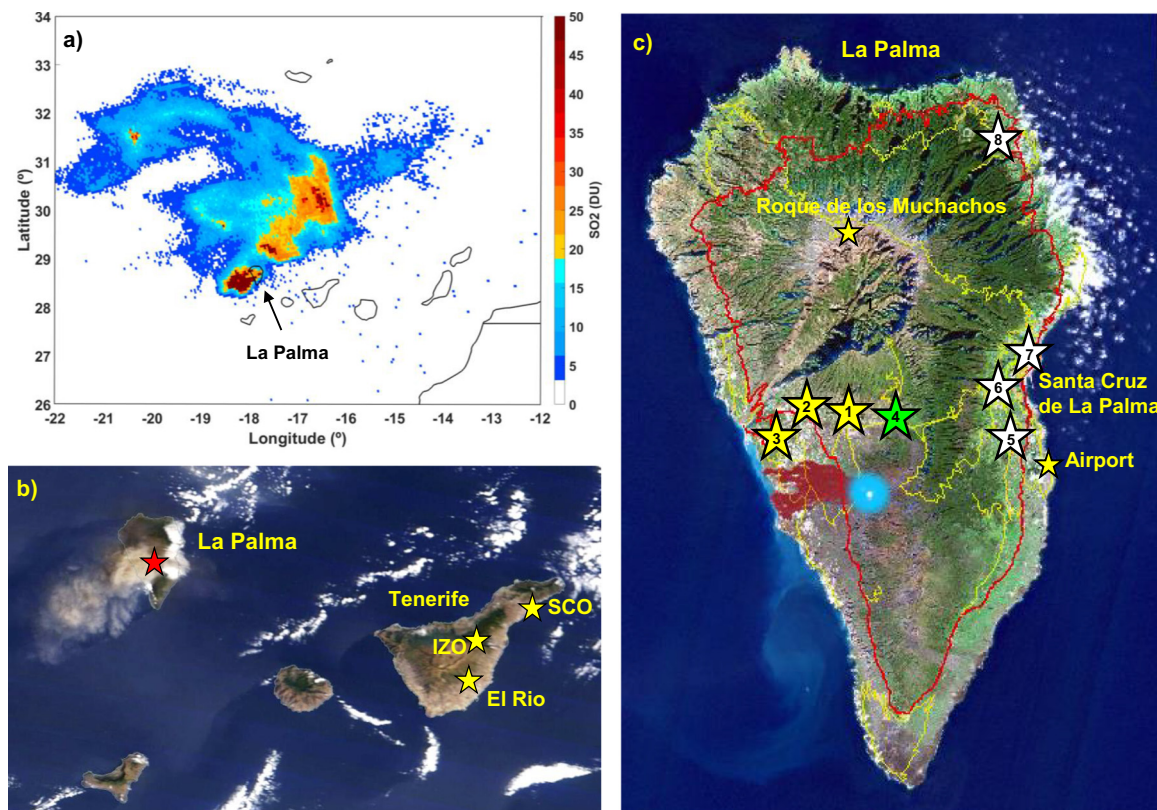 a)
34
33
32
31
30
29
28
27
26
Latitude (º)
-22
-21
-20
-19
-18
-17
-16
-15
-14
-13
-12
Longitude (º)
La Palma
50
45
40
35
30
25
20
15
10
5
0
SO2 (DU)
b)
La Palma
Tenerife
SCO
IZO
El Rio
c)
La Palma
8
Roque de los Muchachos
1
7
Santa Cruz
de La Palma
6
2
1
4
3
5
Airport